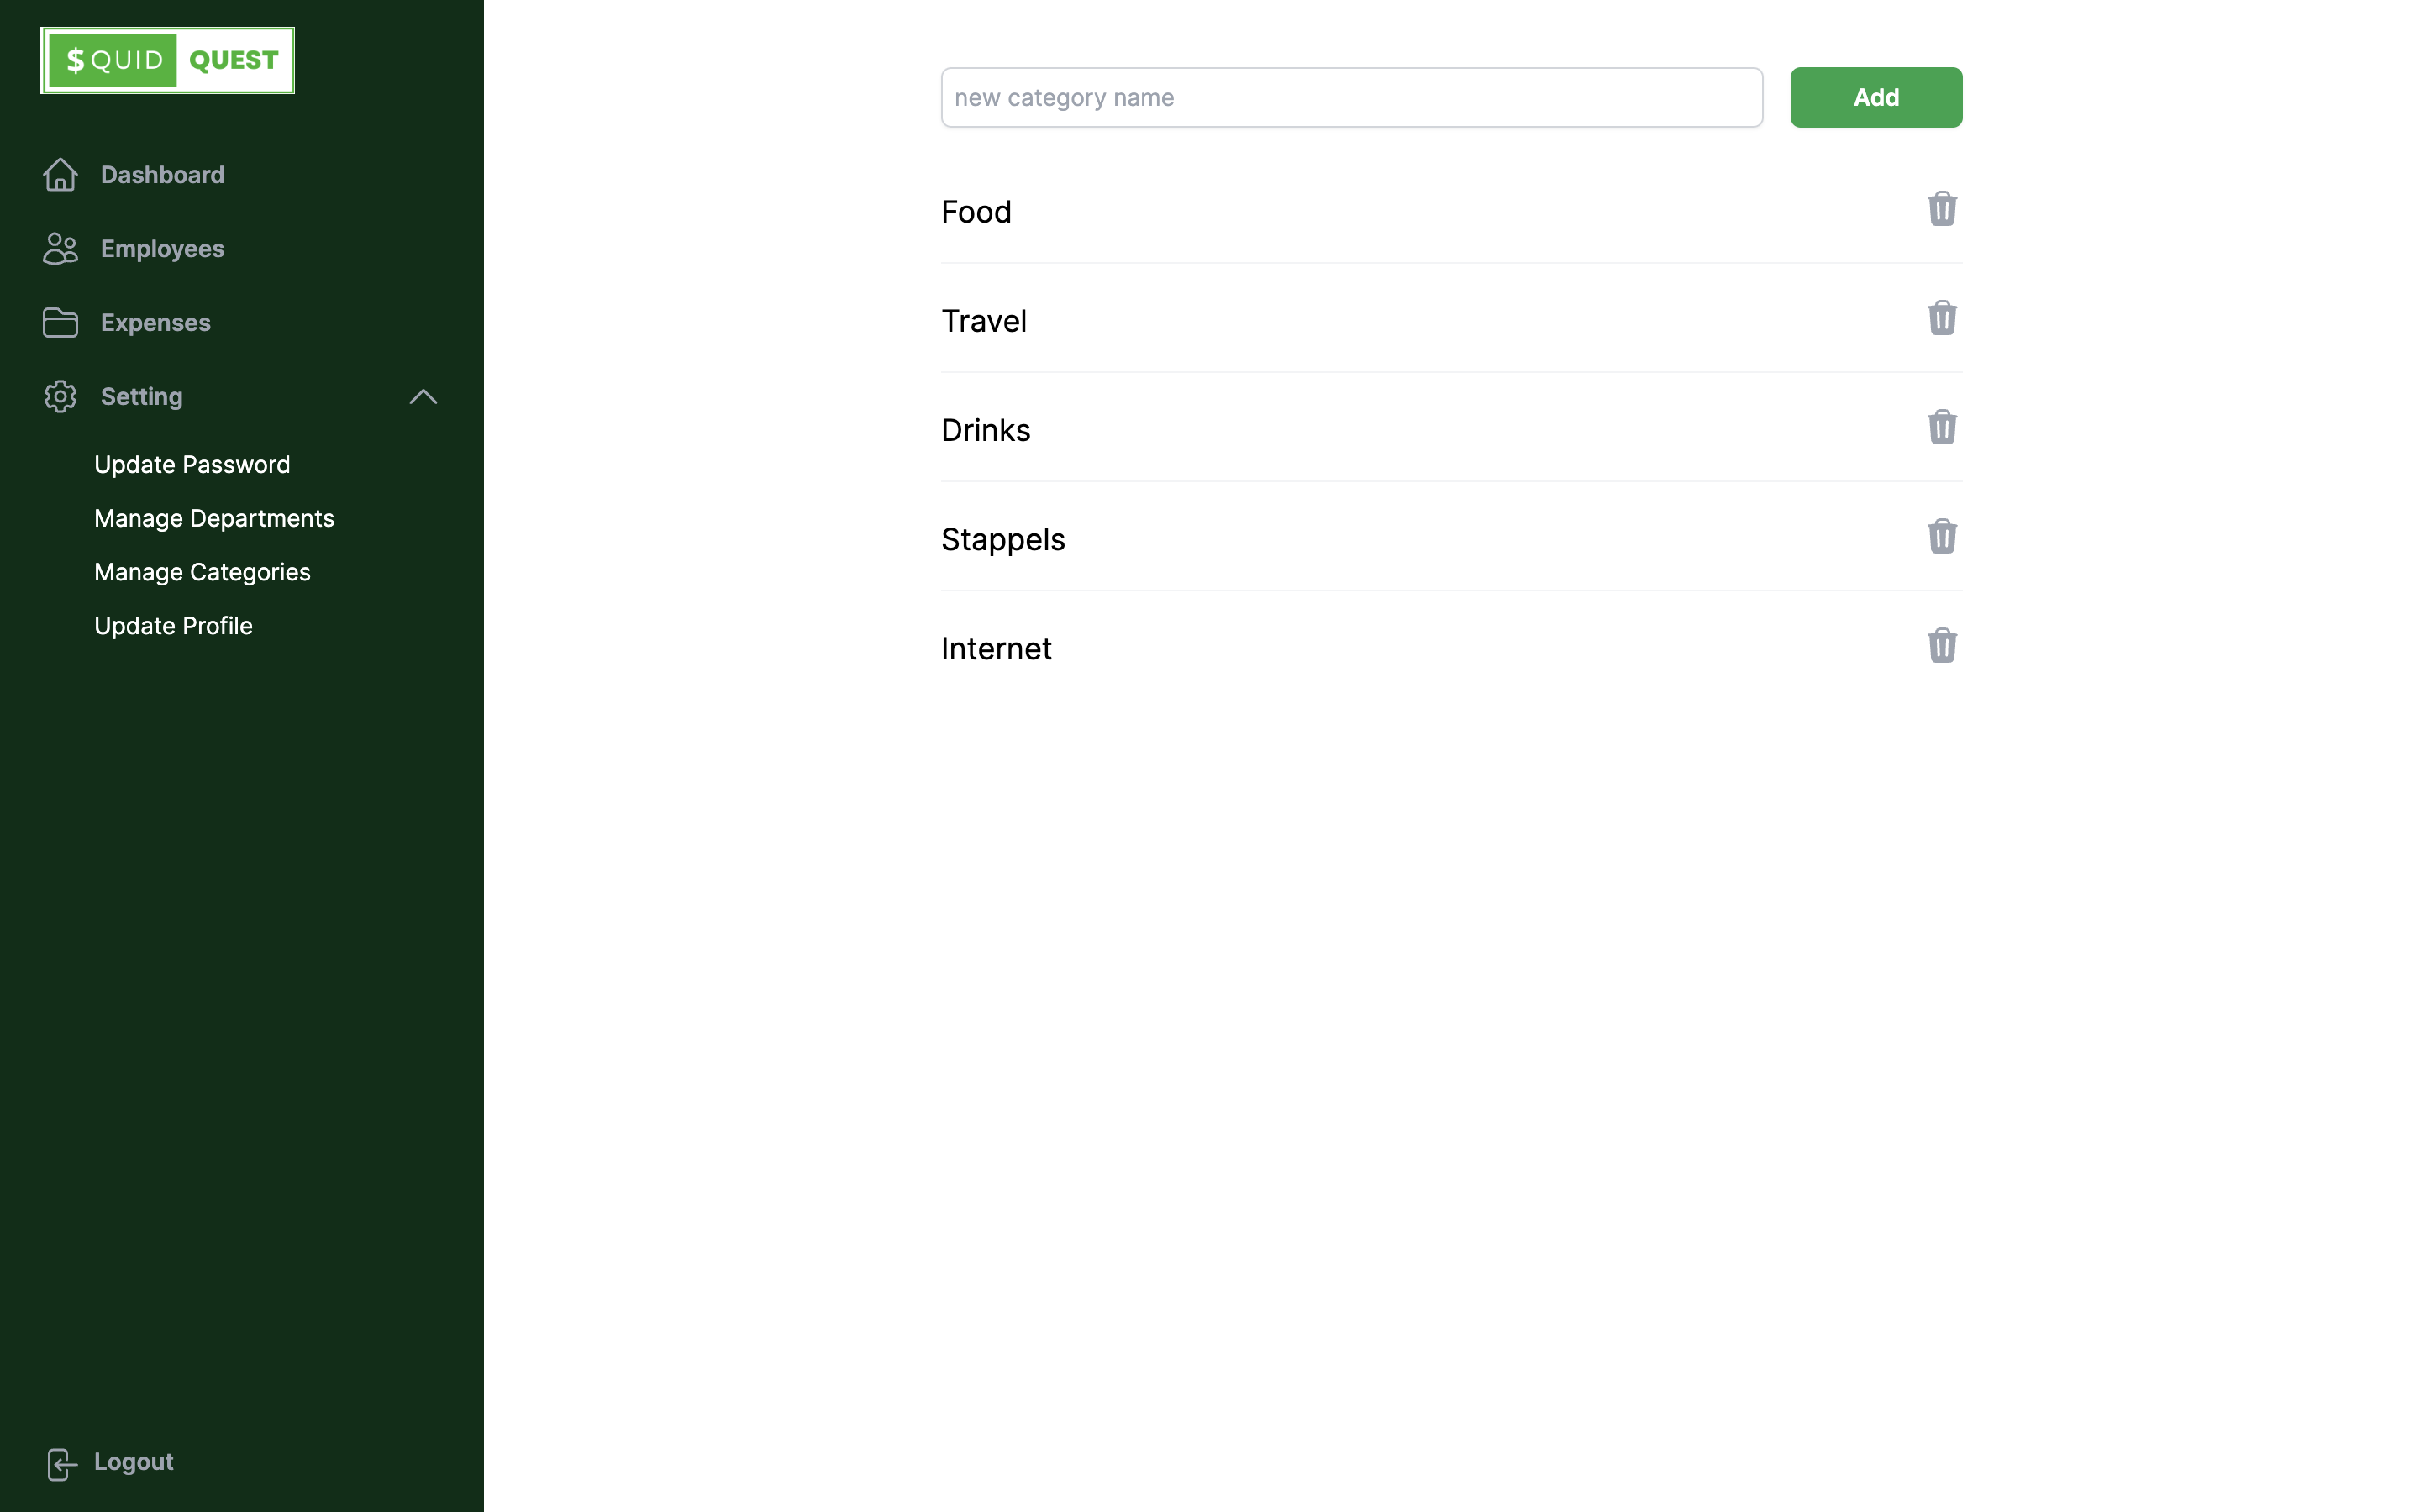 $QUID QUEST
Dashboard
Employees
Expenses
Setting
Update Password
Manage Departments
Manage Categories
Update Profile
Logout
new category name
Add
Food
Travel
Drinks
Stappels
Internet